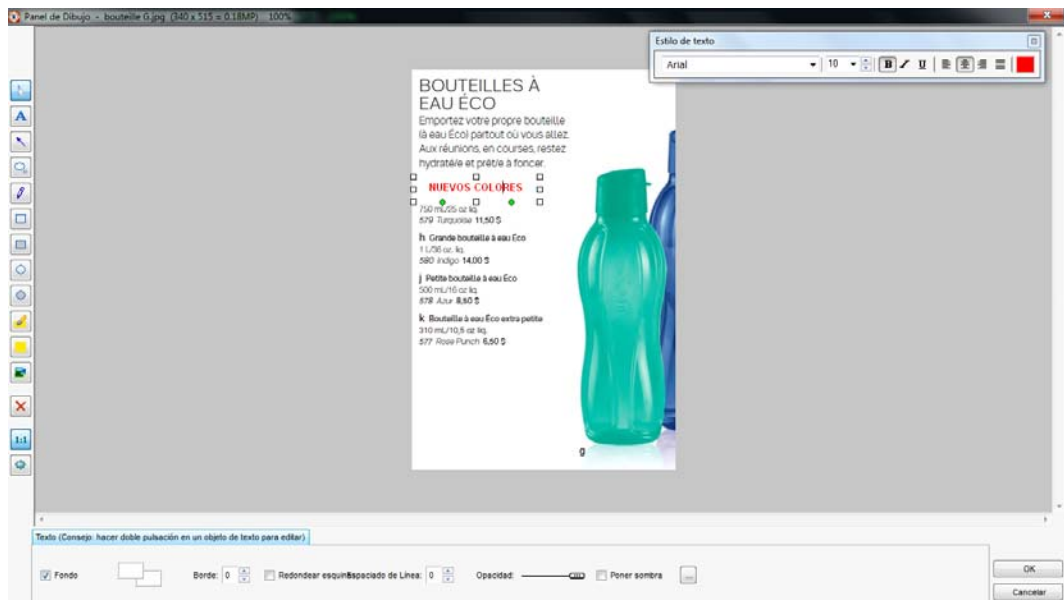 Panel de Dibujo - bouteille G.jpg (340 x 515 = 0.18MP) 100%
Estilo de texto
Arial 10 B I U
BOUTEILLES À
EAU ÉCO
Emportez votre propre bouteille
(à eau Éco) partout où vous allez.
Aux réunions, en courses, restez
hydraté/e et prêt/e à foncer.
NUEVOS COLORES
750 mL/25 oz liq.
579 Turquoise 11,50 $
h Grande bouteille à eau Éco
1 L/36 oz. liq.
580 Indigo 14,00 $
j Petite bouteille à eau Éco
500 mL/16 oz liq.
578 Azur 8,50 $
k Bouteille à eau Éco extra petite
310 mL/10,5 oz liq.
577 Rose Punch 6,50 $
g
A
1:1
Texto (Consejo: hacer doble pulsación en un objeto de texto para editar)
Fondo Borde: 0 Redondear esquinas Espaciado de Línea: 0 Opacidad: Poner sombra ...
OK
Cancelar